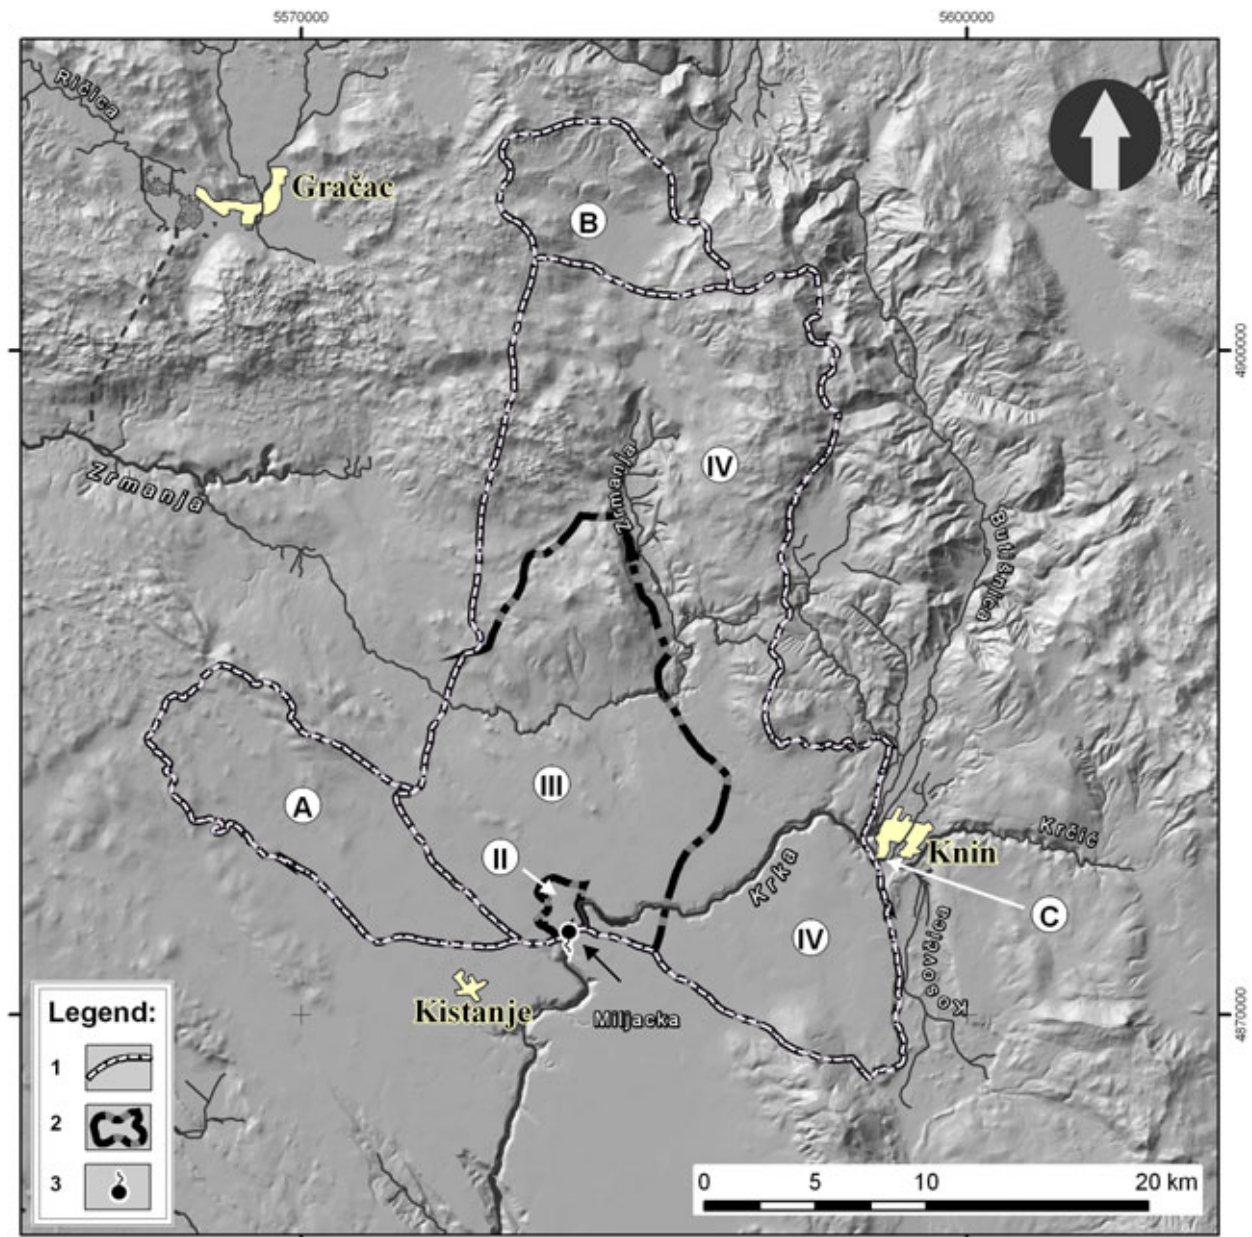 5570000
5600000
Ričica
Gračac
B
4900000
IV
Zrmanja
Zrmanja
Butišnica
III
A
II
Krčić
Knin
Krka
C
IV
Kosovčica
Kistanje
Miljacka
4870000
Legend:
1
2
3
0 5 10 20 km